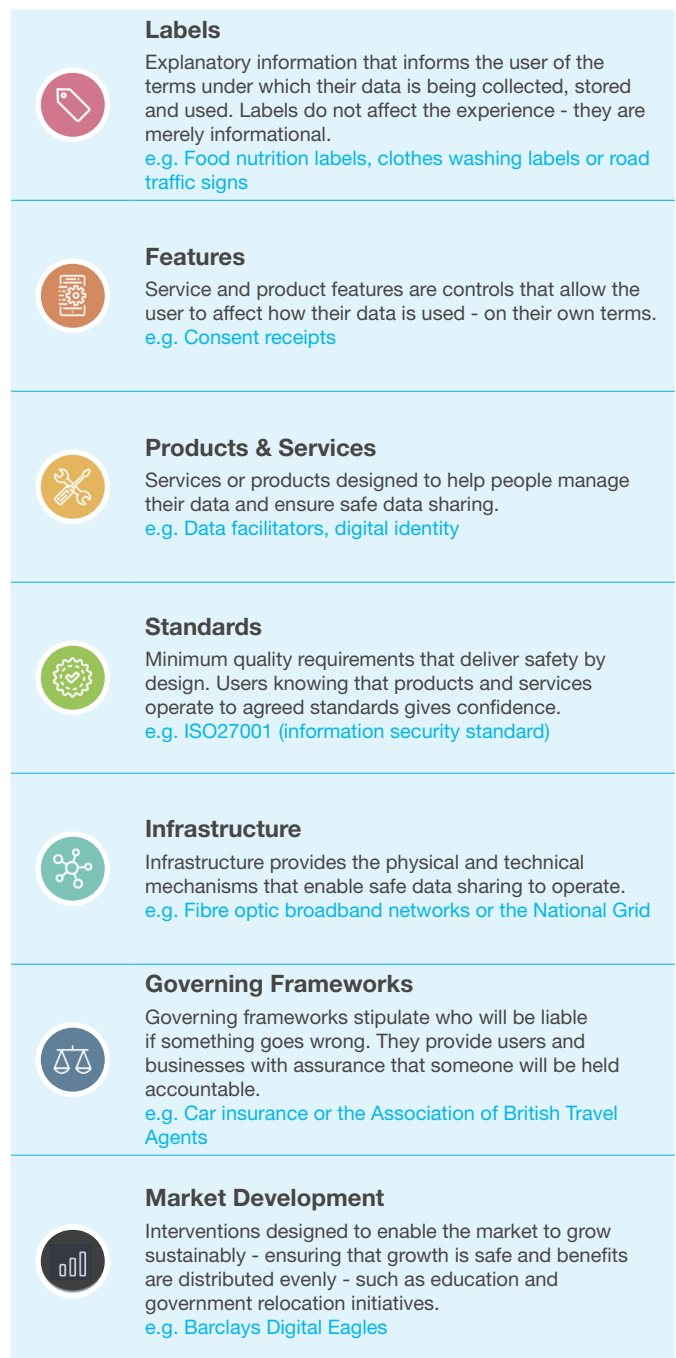 Labels
Explanatory information that informs the user of the
terms under which their data is being collected, stored
and used. Labels do not affect the experience - they are
merely informational.
e.g. Food nutrition labels, clothes washing labels or road
traffic signs
Features
Service and product features are controls that allow the
user to affect how their data is used - on their own terms.
e.g. Consent receipts
Products & Services
Services or products designed to help people manage
their data and ensure safe data sharing.
e.g. Data facilitators, digital identity
Standards
Minimum quality requirements that deliver safety by
design. Users knowing that products and services
operate to agreed standards gives confidence.
e.g. ISO27001 (information security standard)
Infrastructure
Infrastructure provides the physical and technical
mechanisms that enable safe data sharing to operate.
e.g. Fibre optic broadband networks or the National Grid
Governing Frameworks
Governing frameworks stipulate who will be liable
if something goes wrong. They provide users and
businesses with assurance that someone will be held
accountable.
e.g. Car insurance or the Association of British Travel
Agents
Market Development
Interventions designed to enable the market to grow
sustainably - ensuring that growth is safe and benefits
are distributed evenly - such as education and
government relocation initiatives.
e.g. Barclays Digital Eagles